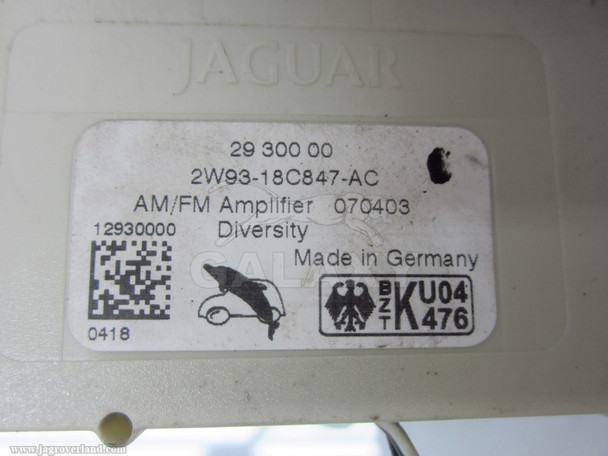 JAGUAR
29 300 00
2W93-18C847-AC
AM/FM Amplifier 070403
12930000 Diversity
Made in Germany
BZT KU04 476
0418
www.jagroverland.com